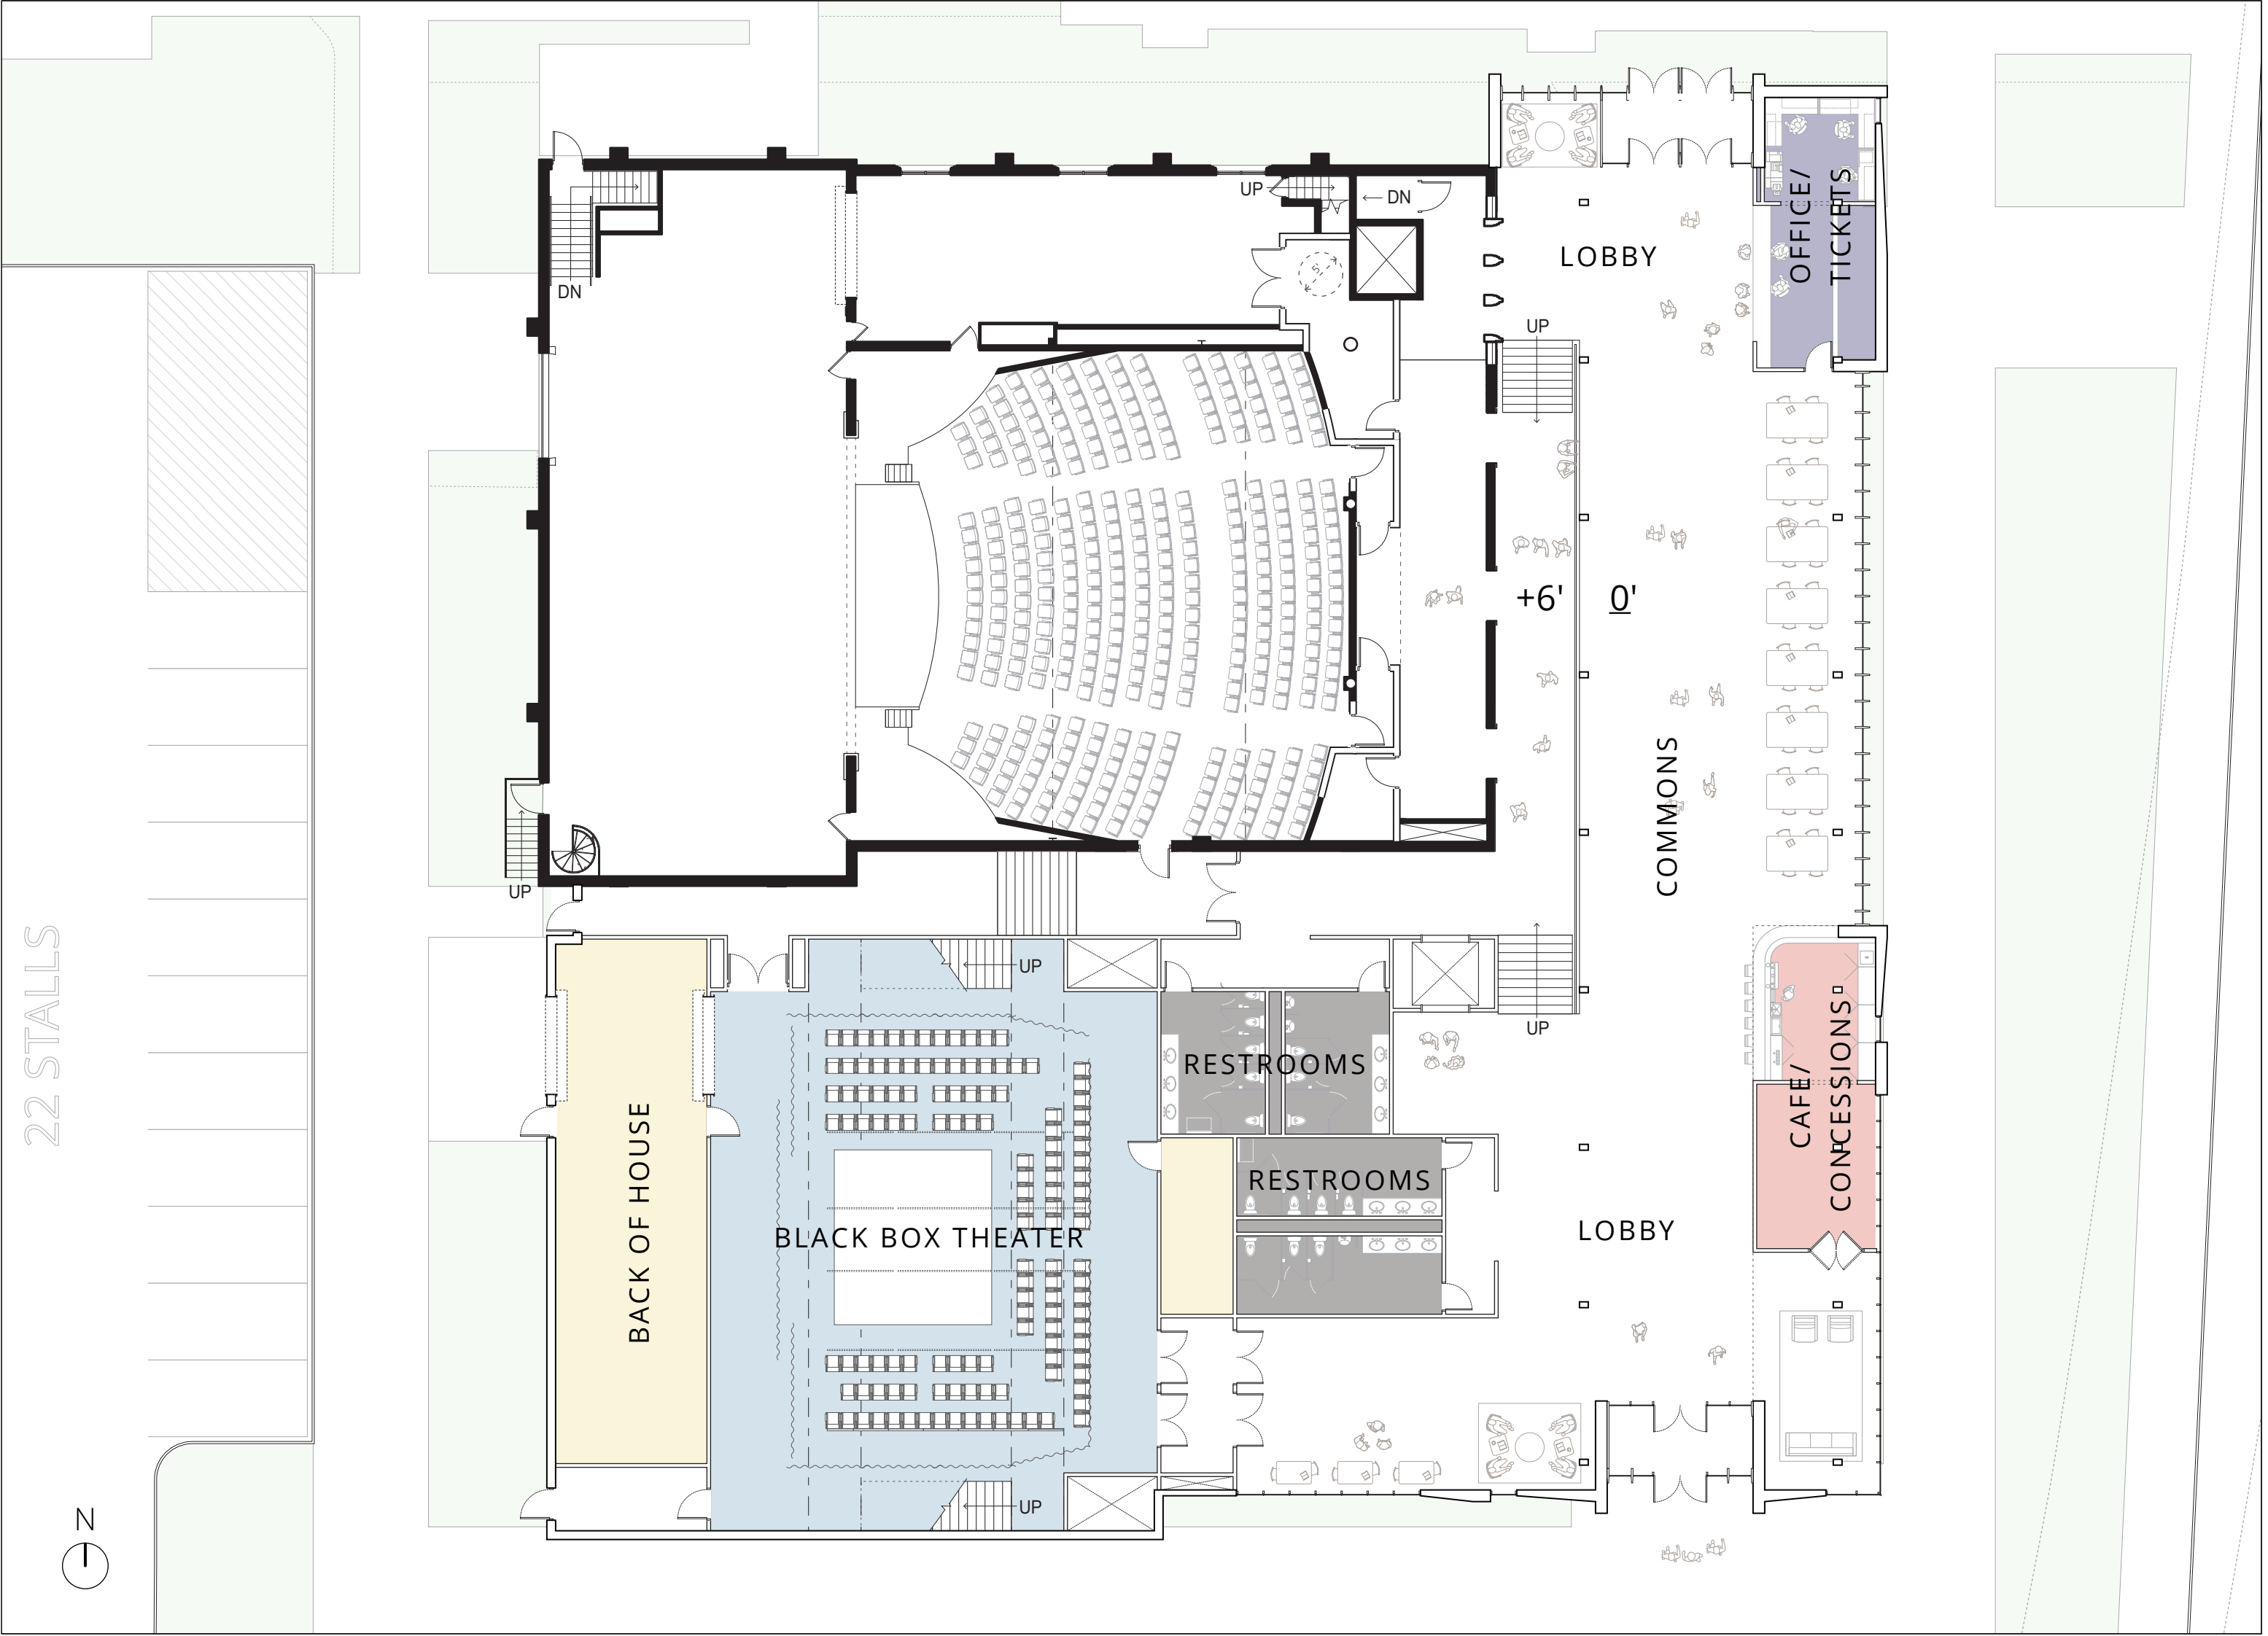 UP
DN
DN
5'
LOBBY
OFFICE/
TICKETS
UP
+6'
0'
COMMONS
UP
22 STALLS
UP
UP
RESTROOMS
CAFE/
CONCESSIONS
BACK OF HOUSE
BLACK BOX THEATER
RESTROOMS
LOBBY
UP
N